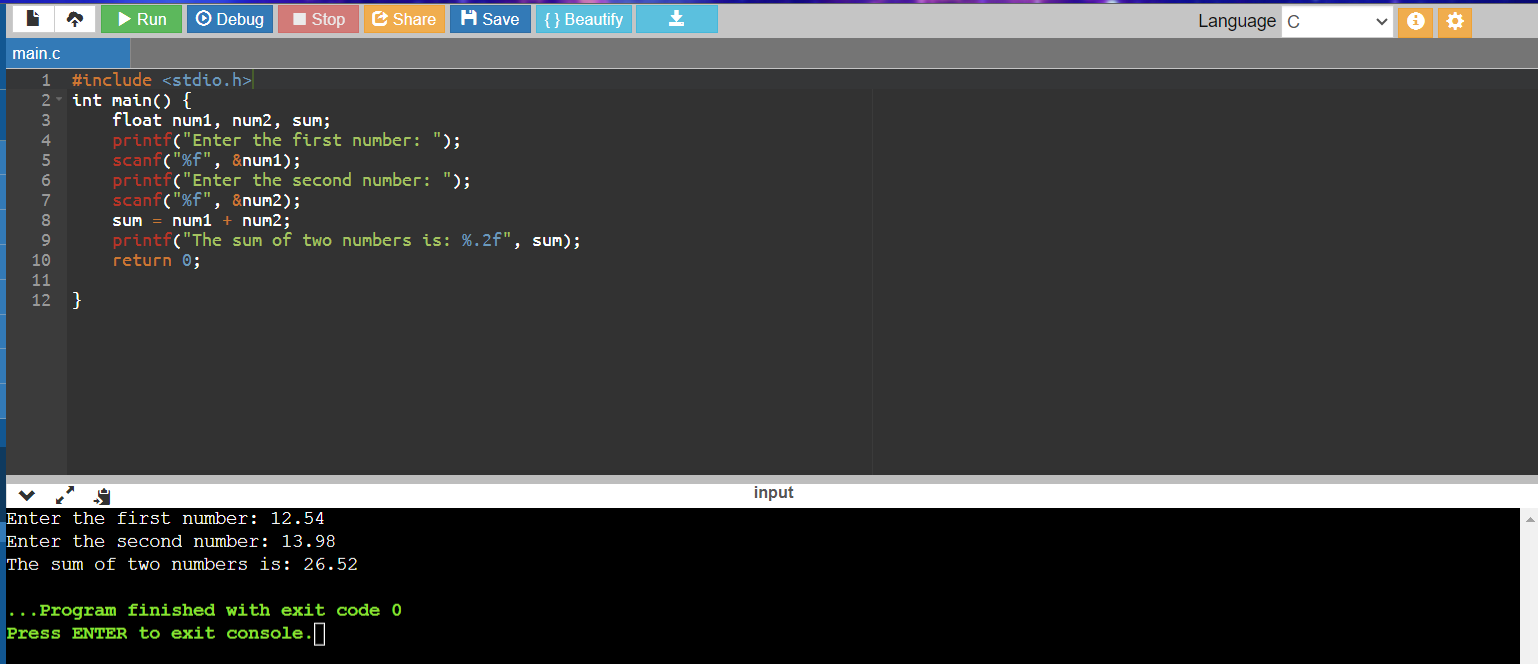 Run Debug Stop Share Save { } Beautify Language C
main.c
1 #include <stdio.h>
2 int main() {
3     float num1, num2, sum;
4     printf("Enter the first number: ");
5     scanf("%f", &num1);
6     printf("Enter the second number: ");
7     scanf("%f", &num2);
8     sum = num1 + num2;
9     printf("The sum of two numbers is: %.2f", sum);
10     return 0;
11
12 }
input
Enter the first number: 12.54
Enter the second number: 13.98
The sum of two numbers is: 26.52
...Program finished with exit code 0
Press ENTER to exit console.